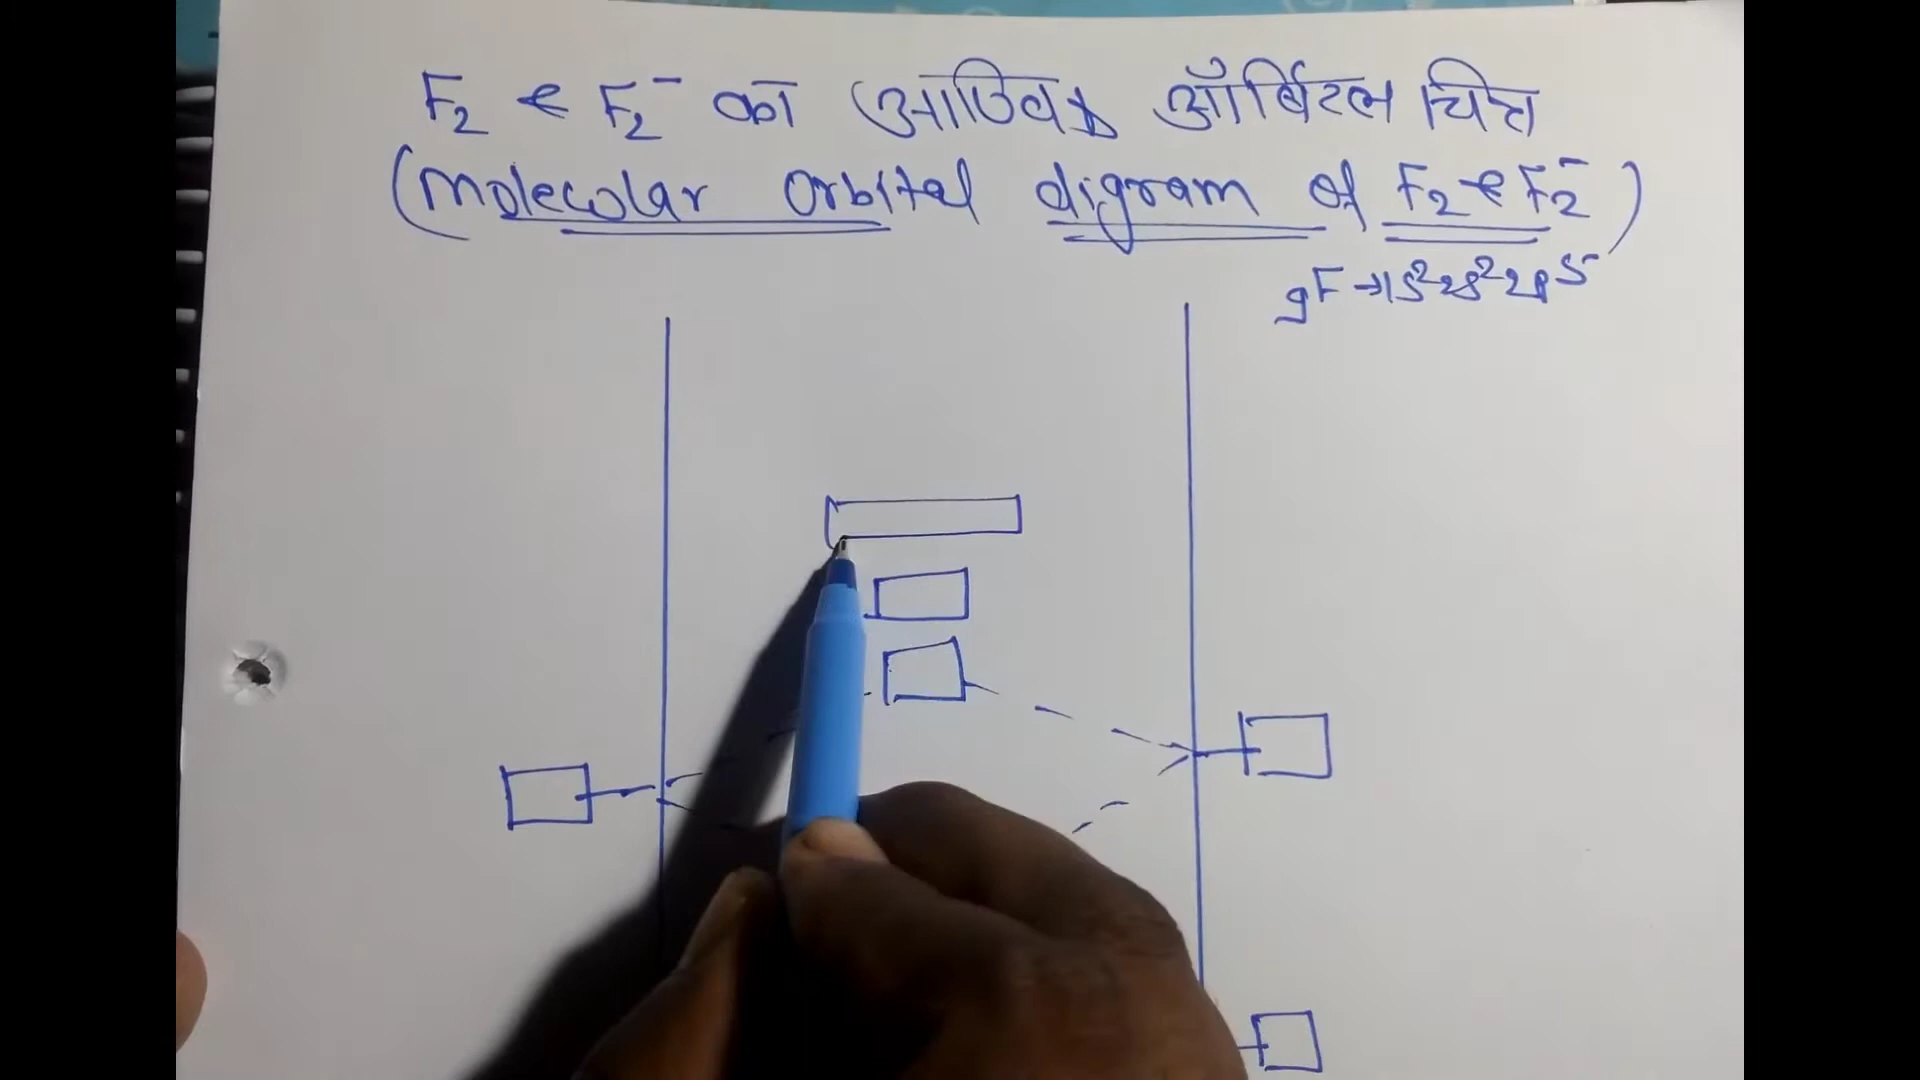 F₂ & F₂⁻ का आण्विक ऑर्बिटल चित्र
(Molecular orbital digram of F₂ & F₂⁻)
₉F → 1s² 2s² 2p⁵